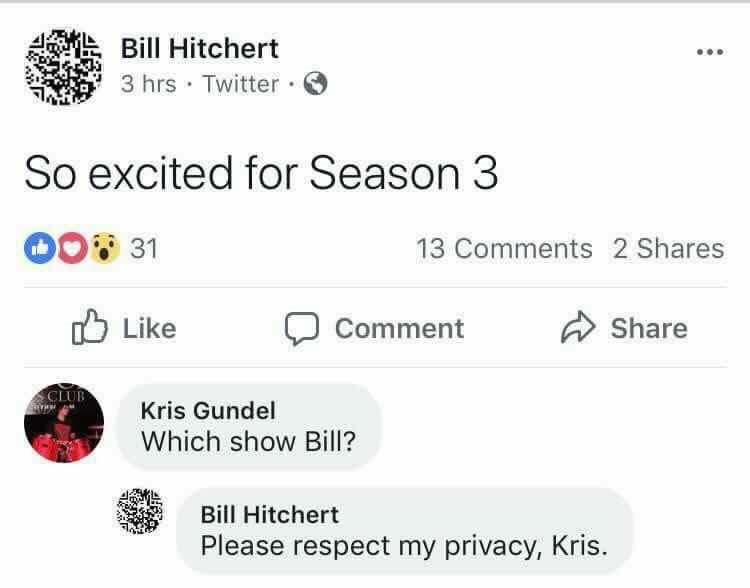 Bill Hitchert
3 hrs · Twitter ·
So excited for Season 3
31 13 Comments 2 Shares
Like Comment Share
S CLUB
Kris Gundel
Which show Bill?
Bill Hitchert
Please respect my privacy, Kris.